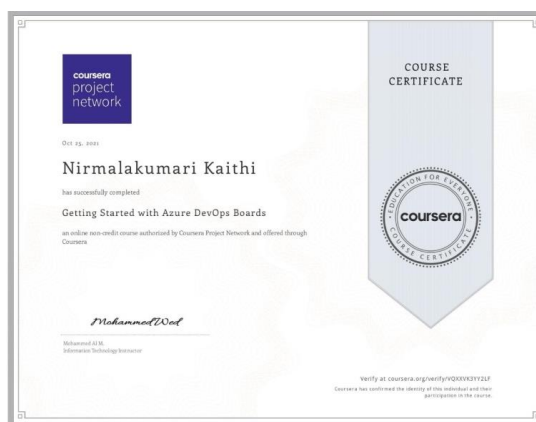 coursera
project
network
Oct 25, 2021
Nirmalakumari Kaithi
has successfully completed
Getting Started with Azure DevOps Boards
an online non-credit course authorized by Coursera Project Network and offered through
Coursera
MohammedWed
Mohammed Al M.
Information Technology Instructor
COURSE
CERTIFICATE
EDUCATION FOR EVERYONE
coursera
COURSE CERTIFICATE
Verify at coursera.org/verify/VQXXVK3YY2LF
Coursera has confirmed the identity of this individual and their
participation in the course.